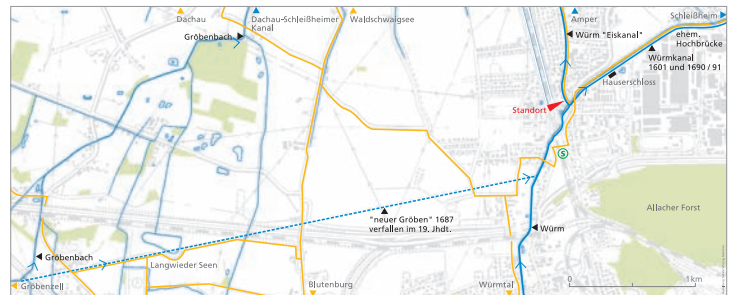 Dachau
Dachau-Schleißheimer
Kanal
Waldschwaigsee
Amper
Schleißheim
Gröbenbach
Würm "Eiskanal"
ehem.
Hochbrücke
Würmkanal
1601 und 1690 / 91
Hauserschloss
Standort
S
Allacher Forst
"neuer Gröben" 1687
verfallen im 19. Jhdt.
Würm
Gröbenbach
Langwieder Seen
Gröbenzell
Blutenburg
Würmtal
0
1 km